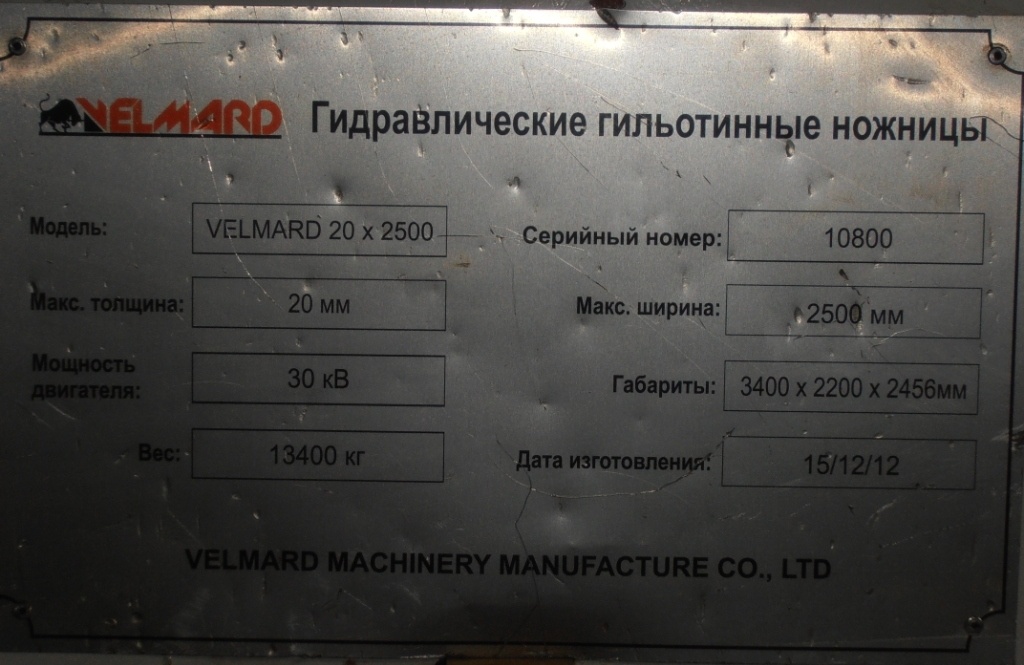 VELMARD Гидравлические гильотинные ножницы
Модель: VELMARD 20 x 2500 Серийный номер: 10800
Макс. толщина: 20 мм Макс. ширина: 2500 мм
Мощность
двигателя: 30 кВ Габариты: 3400 x 2200 x 2456мм
Вес: 13400 кг Дата изготовления: 15/12/12
VELMARD MACHINERY MANUFACTURE CO., LTD